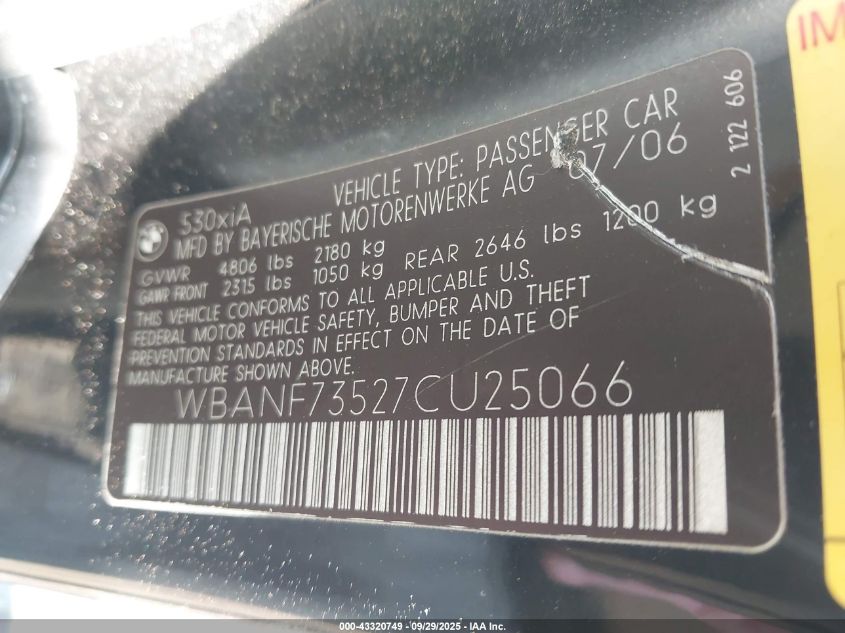 530xiA VEHICLE TYPE: PASSENGER CAR
MFD BY BAYERISCHE MOTORENWERKE AG 07/06
GVWR 4806 lbs 2180 kg
GAWR FRONT 2315 lbs 1050 kg REAR 2646 lbs 1200 kg
THIS VEHICLE CONFORMS TO ALL APPLICABLE U.S.
FEDERAL MOTOR VEHICLE SAFETY, BUMPER AND THEFT
PREVENTION STANDARDS IN EFFECT ON THE DATE OF
MANUFACTURE SHOWN ABOVE.
WBANF73527CU25066
2 122 606
IM
000-43320749 - 09/29/2025 - IAA Inc.